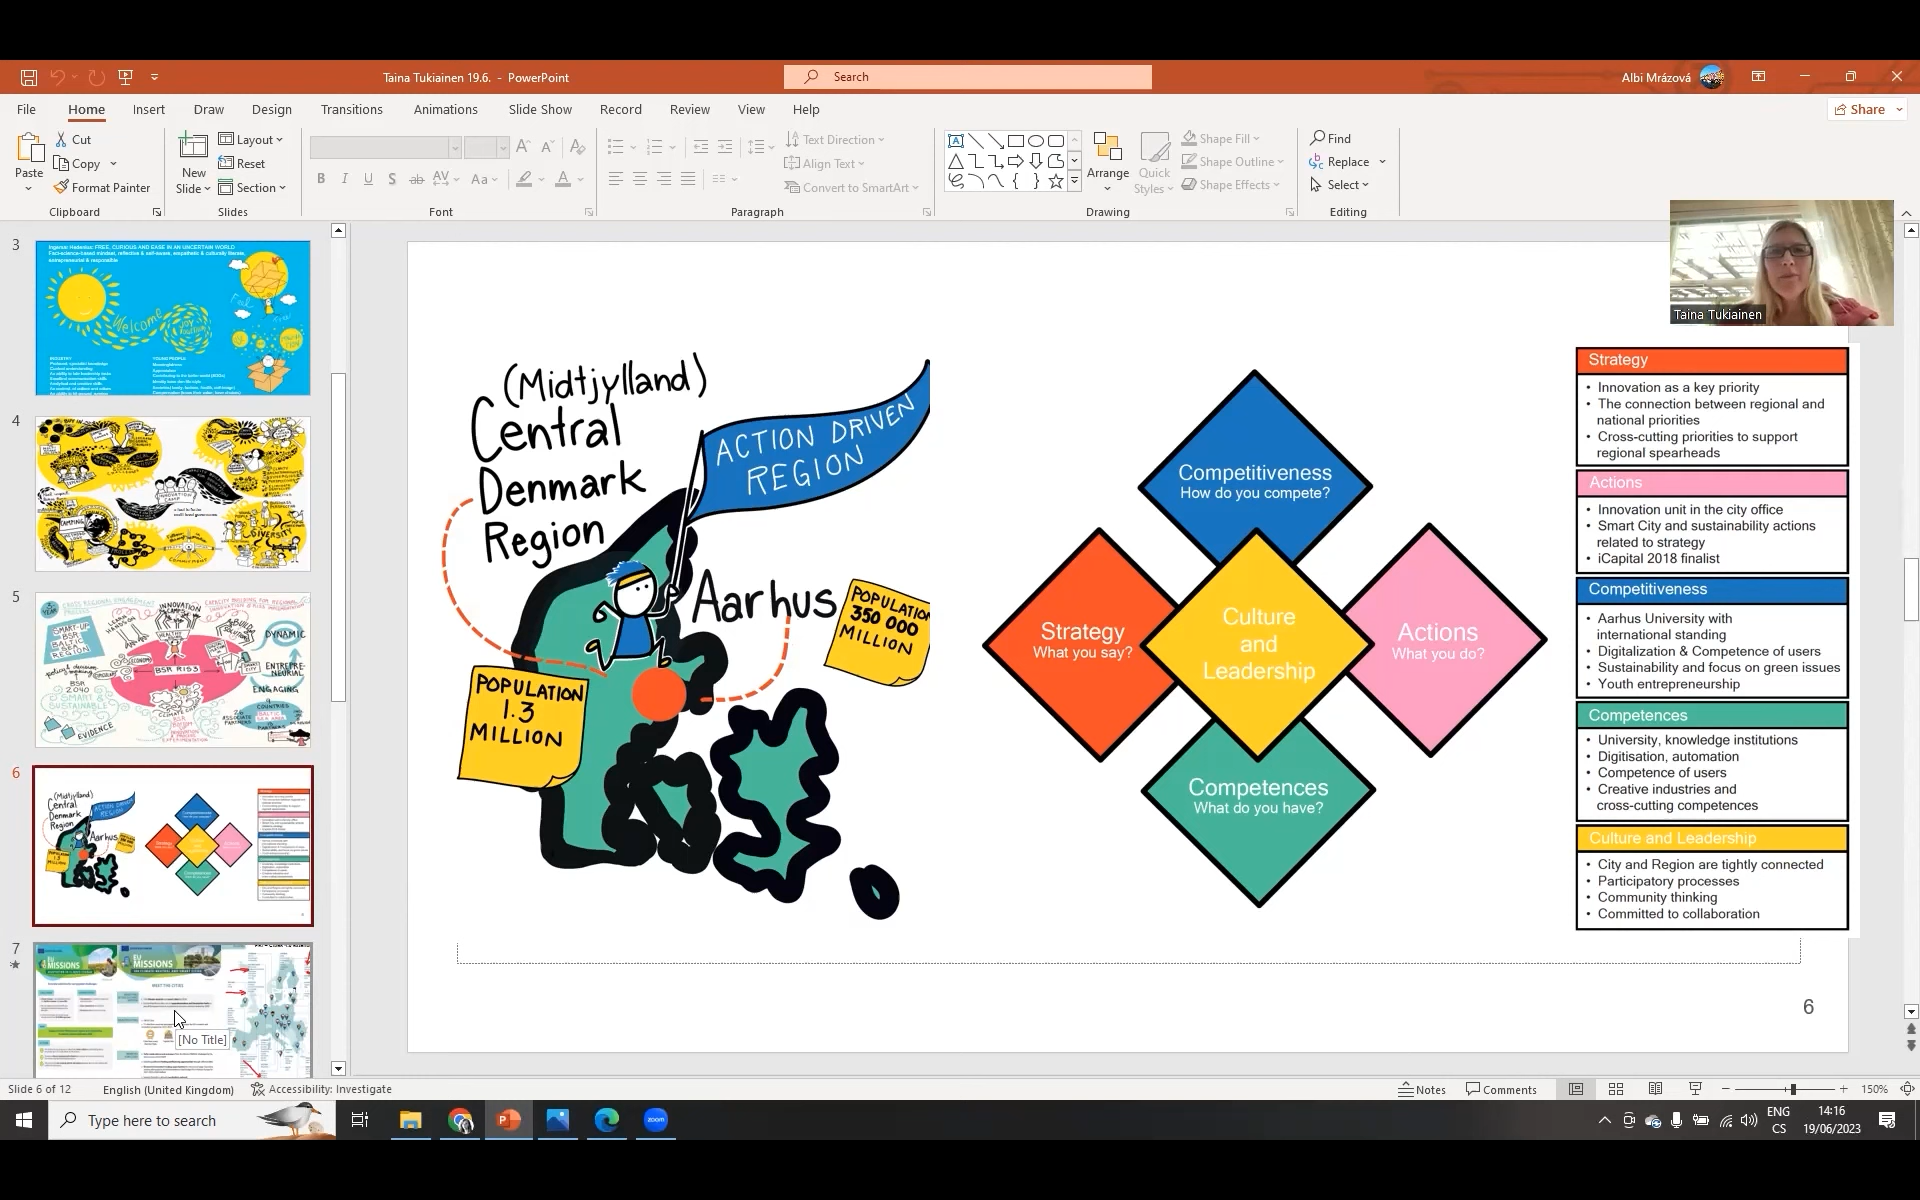 Taina Tukiainen 19.6. - PowerPoint
Search
Albi Mrázová
File Home Insert Draw Design Transitions Animations Slide Show Record Review View Help
Share
Paste
Cut
Copy
Format Painter
Clipboard
New
Slide
Layout
Reset
Section
Slides
Font
Text Direction
Align Text
Convert to SmartArt
Paragraph
Arrange
Quick
Styles
Shape Fill
Shape Outline
Shape Effects
Drawing
Find
Replace
Select
Editing
Taina Tukiainen
3
4
5
6
7
[No Title]
(Midtjylland)
Central
Denmark
Region
ACTION DRIVEN
REGION
Aarhus
POPULATION
350 000
MILLION
POPULATION
1.3
MILLION
Competitiveness
How do you compete?
Strategy
What you say?
Culture
and
Leadership
Actions
What you do?
Competences
What do you have?
Strategy
• Innovation as a key priority
• The connection between regional and
national priorities
• Cross-cutting priorities to support
regional spearheads
Actions
• Innovation unit in the city office
• Smart City and sustainability actions
related to strategy
• iCapital 2018 finalist
Competitiveness
• Aarhus University with
international standing
• Digitalization & Competence of users
• Sustainability and focus on green issues
• Youth entrepreneurship
Competences
• University, knowledge institutions
• Digitisation, automation
• Competence of users
• Creative industries and
cross-cutting competences
Culture and Leadership
• City and Region are tightly connected
• Participatory processes
• Community thinking
• Committed to collaboration
6
Slide 6 of 12
English (United Kingdom)
Accessibility: Investigate
Notes
Comments
150%
Type here to search
zoom
ENG
CS
14:16
19/06/2023